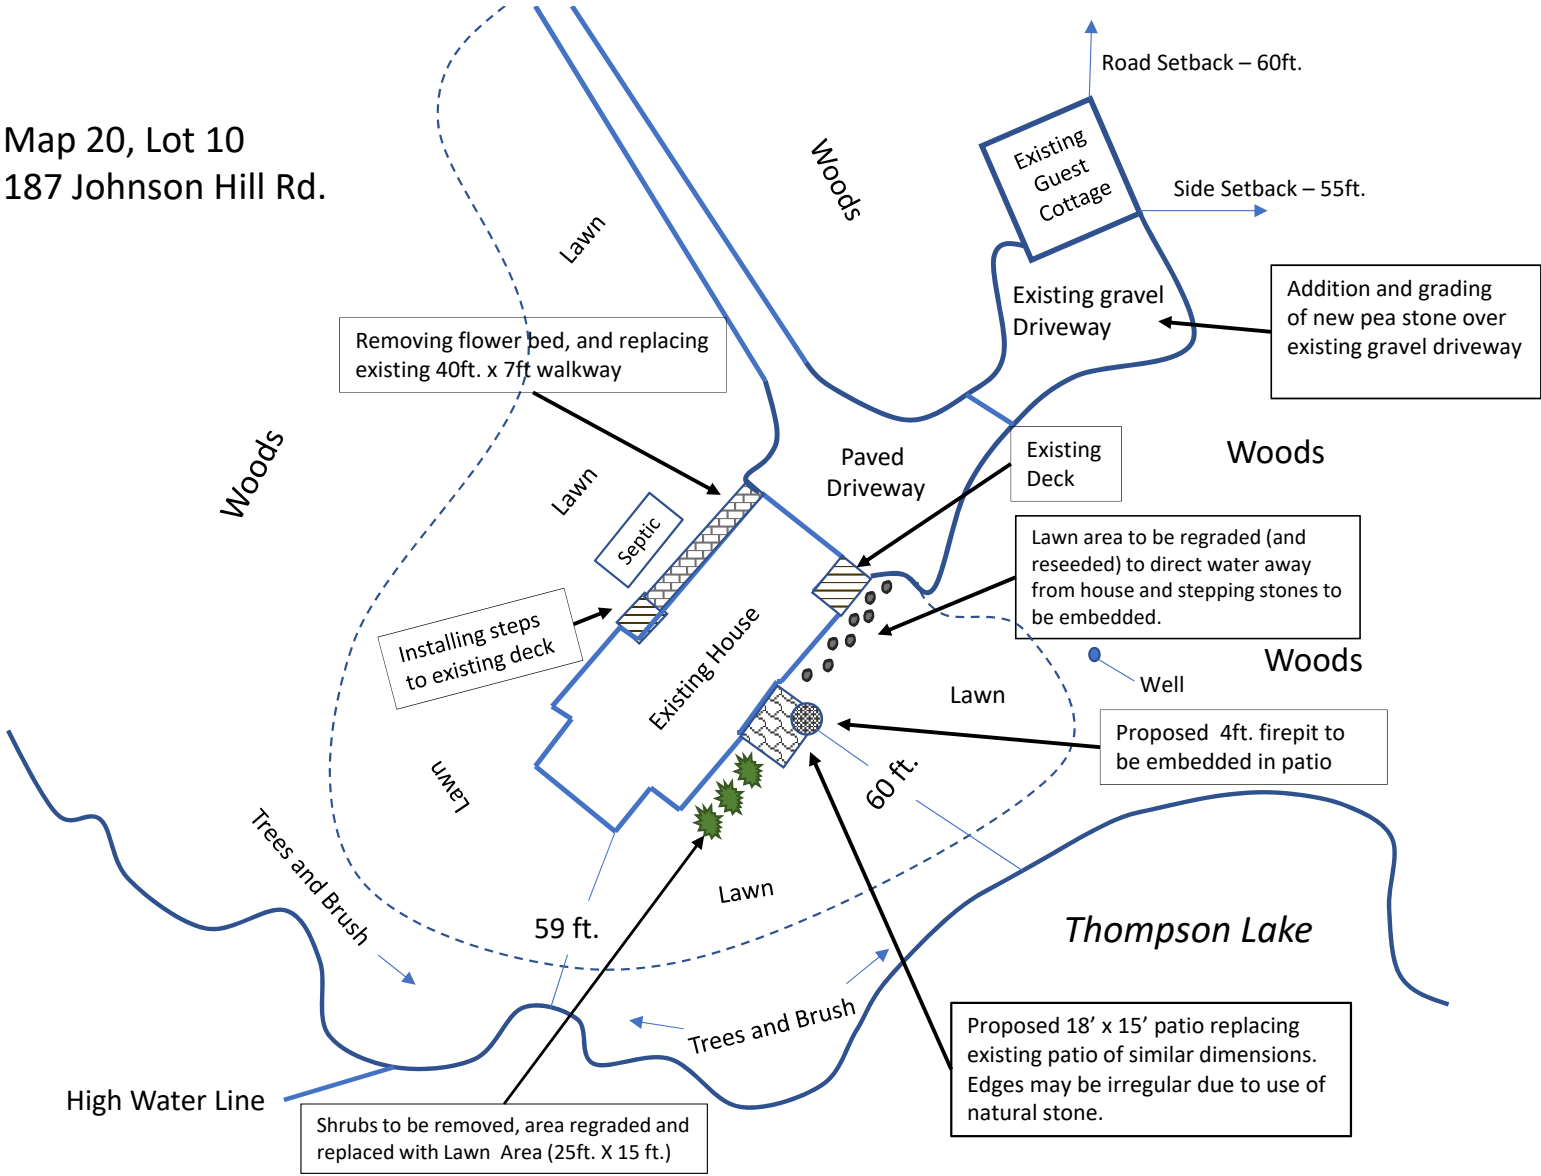 Map 20, Lot 10
187 Johnson Hill Rd.
Road Setback – 60ft.
Existing
Guest
Cottage
Side Setback – 55ft.
Woods
Lawn
Existing gravel
Driveway
Addition and grading
of new pea stone over
existing gravel driveway
Removing flower bed, and replacing
existing 40ft. x 7ft walkway
Woods
Lawn
Septic
Paved
Driveway
Existing
Deck
Woods
Lawn area to be regraded (and
reseeded) to direct water away
from house and stepping stones to
be embedded.
Installing steps
to existing deck
Existing House
Woods
Well
Lawn
Proposed  4ft. firepit to
be embedded in patio
60 ft.
Lawn
Trees and Brush
Lawn
59 ft.
Thompson Lake
Trees and Brush
Proposed 18’ x 15’ patio replacing
existing patio of similar dimensions.
Edges may be irregular due to use of
natural stone.
High Water Line
Shrubs to be removed, area regraded and
replaced with Lawn  Area (25ft. X 15 ft.)